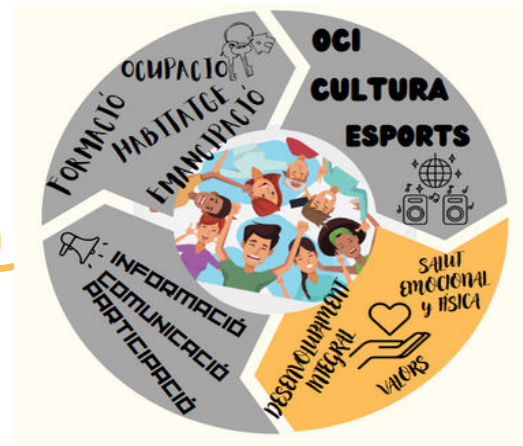 OCUPACIÓ
FORMACIÓ
HABITATGE
EMANCIPACIÓ
OCI
CULTURA
ESPORTS
INFORMACIÓ
COMUNICACIÓ
PARTICIPACIÓ
DESENVOLUPAMENT
INTEGRAL
SALUT
EMOCIONAL
y FÍSICA
VALORS